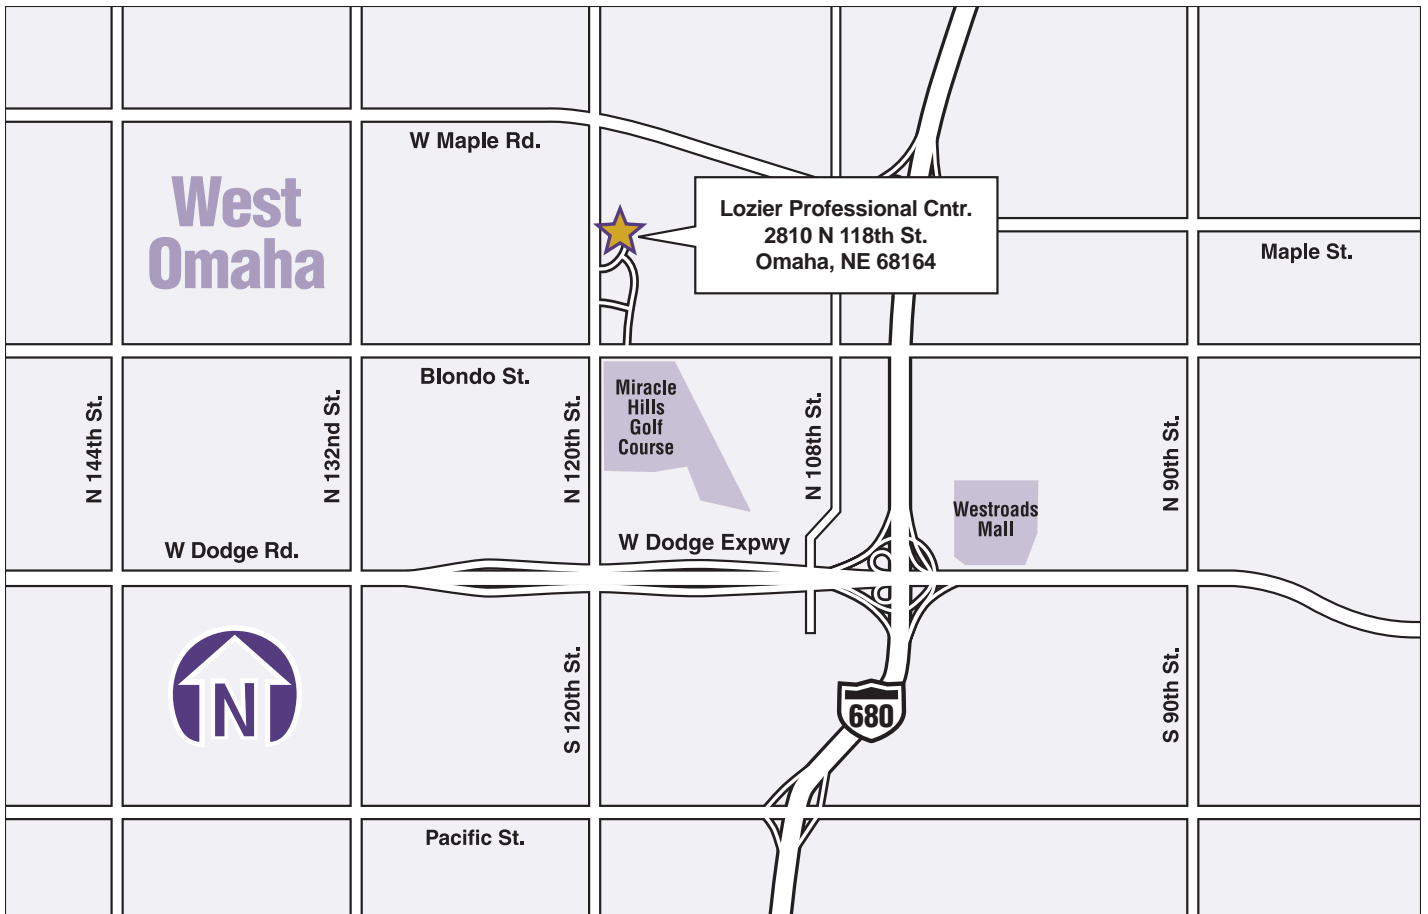 W Maple Rd.
West
Omaha
Lozier Professional Cntr.
2810 N 118th St.
Omaha, NE 68164
Maple St.
Blondo St.
Miracle
Hills
Golf
Course
N 144th St.
N 132nd St.
N 120th St.
N 108th St.
N 90th St.
Westroads
Mall
W Dodge Rd.
W Dodge Expwy
N
S 120th St.
680
S 90th St.
Pacific St.